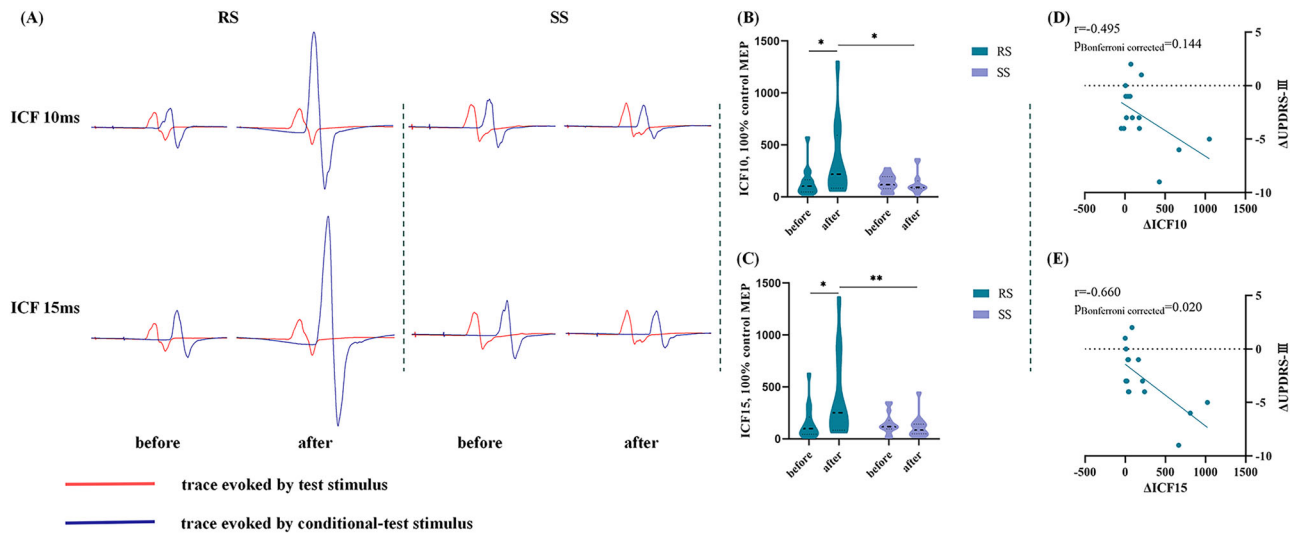 (A)
RS
SS
ICF 10ms
ICF 15ms
before
after
before
after
trace evoked by test stimulus
trace evoked by conditional-test stimulus
(B)
ICF10, 100% control MEP
1500
1000
500
0
*
*
before
after
before
after
RS
SS
(C)
ICF15, 100% control MEP
1500
1000
500
0
*
**
before
after
before
after
RS
SS
(D)
r=-0.495
pBonferroni corrected=0.144
5
0
-5
-10
ΔUPDRS-Ⅲ
-500 0 500 1000 1500
ΔICF10
(E)
r=-0.660
pBonferroni corrected=0.020
5
0
-5
-10
ΔUPDRS-Ⅲ
-500 0 500 1000 1500
ΔICF15